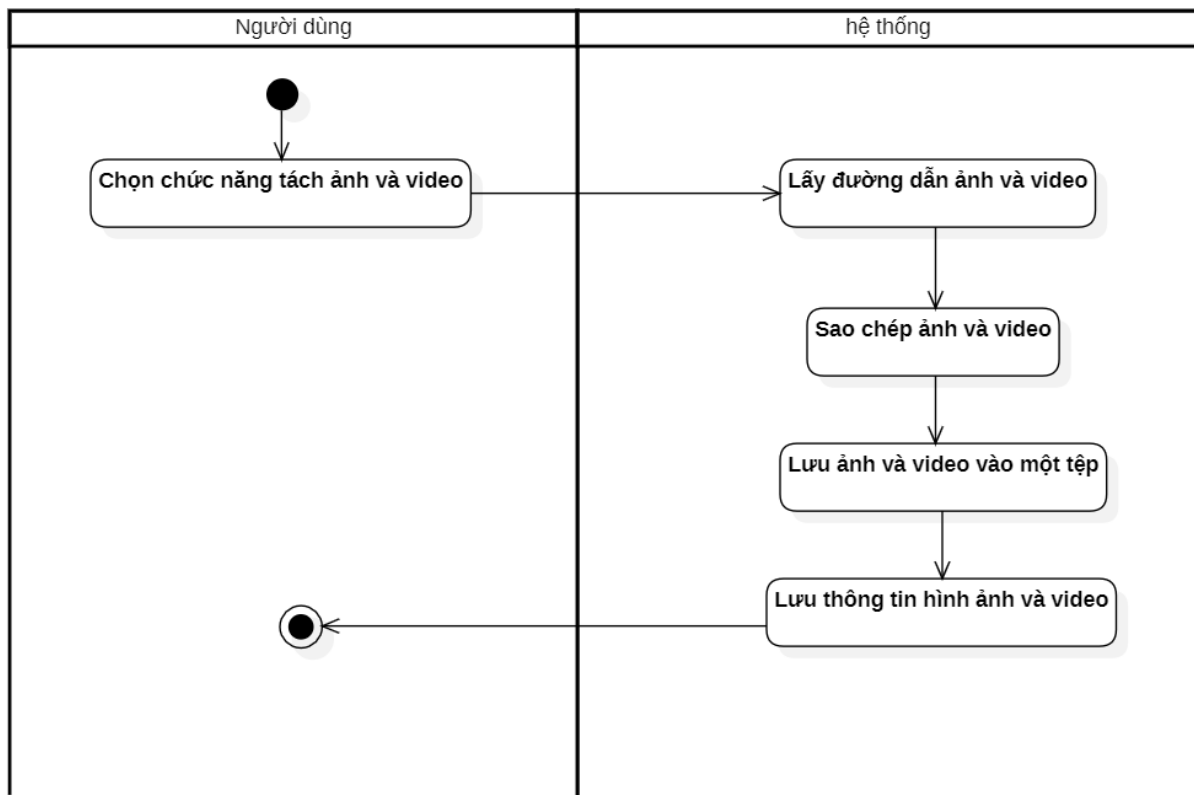 Người dùng
hệ thống
Chọn chức năng tách ảnh và video
Lấy đường dẫn ảnh và video
Sao chép ảnh và video
Lưu ảnh và video vào một tệp
Lưu thông tin hình ảnh và video